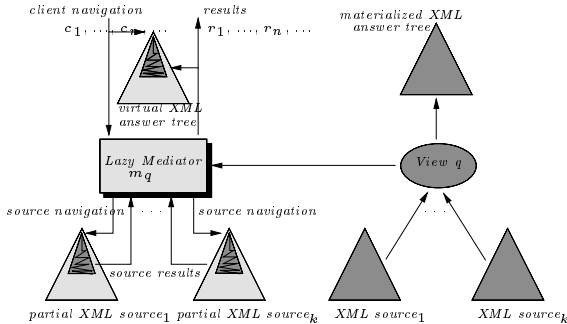 client navigation
results
c1, ..., cn, ...
r1, ..., rn, ...
materialized XML
answer tree
virtual XML
answer tree
Lazy Mediator
mq
View q
source navigation
...
source navigation
...
source results
partial XML source1
partial XML sourcek
XML source1
XML sourcek